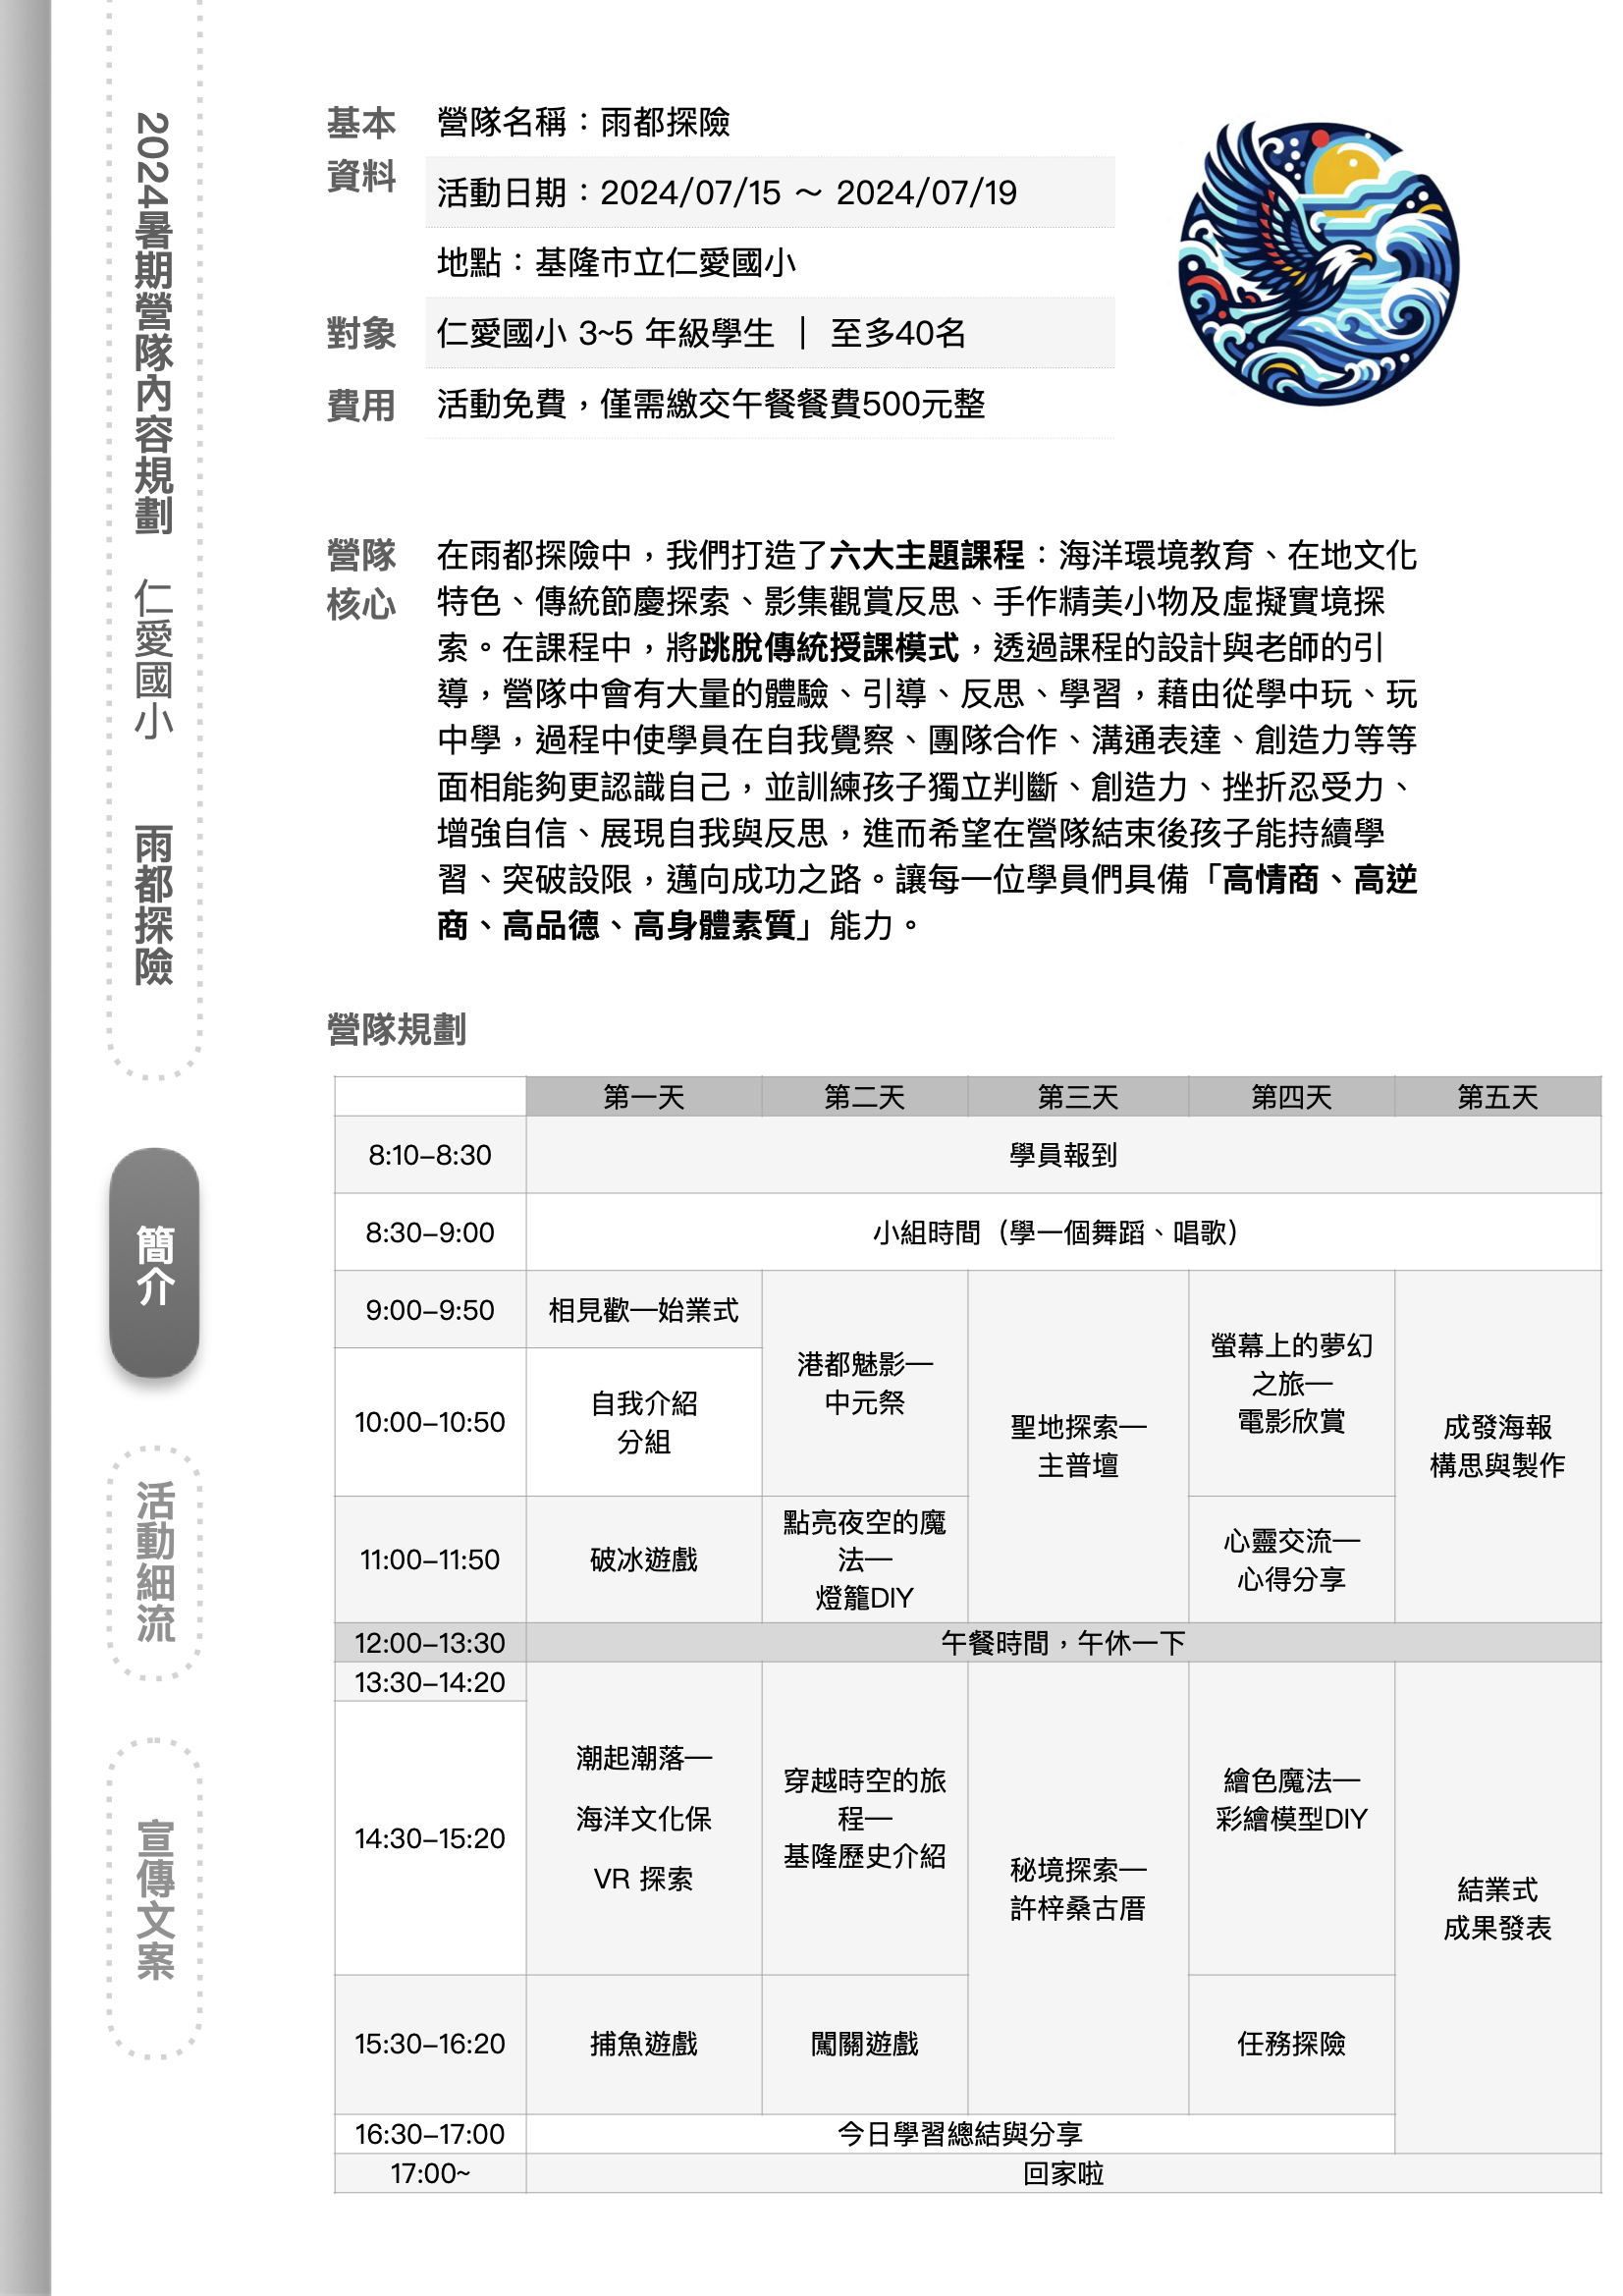 2024暑期營隊內容規劃 仁愛國小 雨都探險
簡介
活動細流
宣傳文案
基本
資料
營隊名稱：雨都探險
活動日期：2024/07/15 ～ 2024/07/19
地點：基隆市立仁愛國小
對象
仁愛國小 3~5 年級學生 ｜ 至多40名
費用
活動免費，僅需繳交午餐餐費500元整
營隊
核心
在雨都探險中，我們打造了六大主題課程：海洋環境教育、在地文化
特色、傳統節慶探索、影集觀賞反思、手作精美小物及虛擬實境探
索。在課程中，將跳脫傳統授課模式，透過課程的設計與老師的引
導，營隊中會有大量的體驗、引導、反思、學習，藉由從學中玩、玩
中學，過程中使學員在自我覺察、團隊合作、溝通表達、創造力等等
面相能夠更認識自己，並訓練孩子獨立判斷、創造力、挫折忍受力、
增強自信、展現自我與反思，進而希望在營隊結束後孩子能持續學
習、突破設限，邁向成功之路。讓每一位學員們具備「高情商、高逆
商、高品德、高身體素質」能力。
營隊規劃
第一天 第二天 第三天 第四天 第五天
8:10–8:30
學員報到
8:30–9:00
小組時間（學一個舞蹈、唱歌）
9:00–9:50
相見歡—始業式
港都魅影—
中元祭
聖地探索—
主普壇
螢幕上的夢幻
之旅—
電影欣賞
成發海報
構思與製作
10:00–10:50
自我介紹
分組
11:00–11:50
破冰遊戲
點亮夜空的魔
法—
燈籠DIY
心靈交流—
心得分享
12:00–13:30
午餐時間，午休一下
13:30–14:20
潮起潮落—
海洋文化保
VR 探索
穿越時空的旅
程—
基隆歷史介紹
秘境探索—
許梓桑古厝
繪色魔法—
彩繪模型DIY
結業式
成果發表
14:30–15:20
15:30–16:20
捕魚遊戲
闖關遊戲
任務探險
16:30–17:00
今日學習總結與分享
17:00~
回家啦